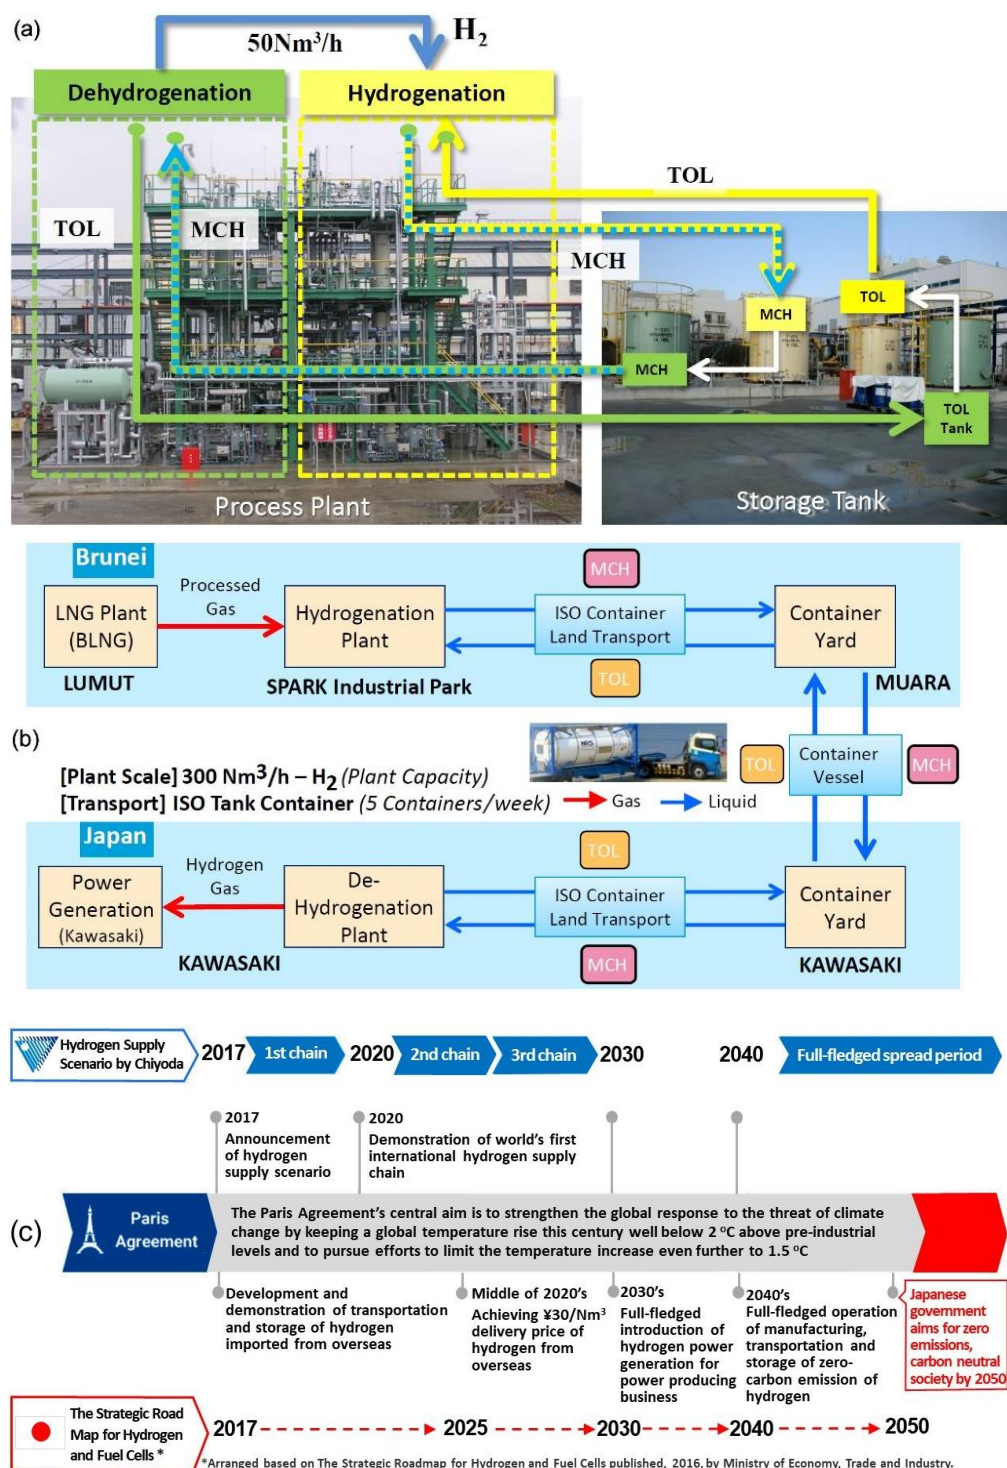 (a)
50Nm³/h
H₂
Dehydrogenation
Hydrogenation
TOL
MCH
TOL
MCH
TOL
MCH
MCH
TOL
Tank
Process Plant
Storage Tank
Brunei
MCH
LNG Plant
(BLNG)
Processed
Gas
Hydrogenation
Plant
ISO Container
Land Transport
Container
Yard
LUMUT
SPARK Industrial Park
TOL
MUARA
(b)
[Plant Scale] 300 Nm³/h – H₂ (Plant Capacity)
[Transport] ISO Tank Container (5 Containers/week)
Gas
Liquid
TOL
Container
Vessel
MCH
Japan
TOL
Power
Generation
(Kawasaki)
Hydrogen
Gas
De-
Hydrogenation
Plant
ISO Container
Land Transport
Container
Yard
KAWASAKI
MCH
KAWASAKI
Hydrogen Supply
Scenario by Chiyoda
2017
1st chain
2020
2nd chain
3rd chain
2030
2040
Full-fledged spread period
2017
Announcement
of hydrogen
supply scenario
2020
Demonstration of world's first
international hydrogen supply
chain
(c)
Paris
Agreement
The Paris Agreement's central aim is to strengthen the global response to the threat of climate
change by keeping a global temperature rise this century well below 2 °C above pre-industrial
levels and to pursue efforts to limit the temperature increase even further to 1.5 °C
Development and
demonstration of transportation
and storage of hydrogen
imported from overseas
Middle of 2020's
Achieving ¥30/Nm³
delivery price of
hydrogen from
overseas
2030's
Full-fledged
introduction of
hydrogen power
generation for
power producing
business
2040's
Full-fledged operation
of manufacturing,
transportation and
storage of zero-
carbon emission of
hydrogen
Japanese
government
aims for zero
emissions,
carbon neutral
society by 2050
The Strategic Road
Map for Hydrogen
and Fuel Cells *
2017
2025
2030
2040
2050
*Arranged based on The Strategic Roadmap for Hydrogen and Fuel Cells published, 2016, by Ministry of Economy, Trade and Industry.